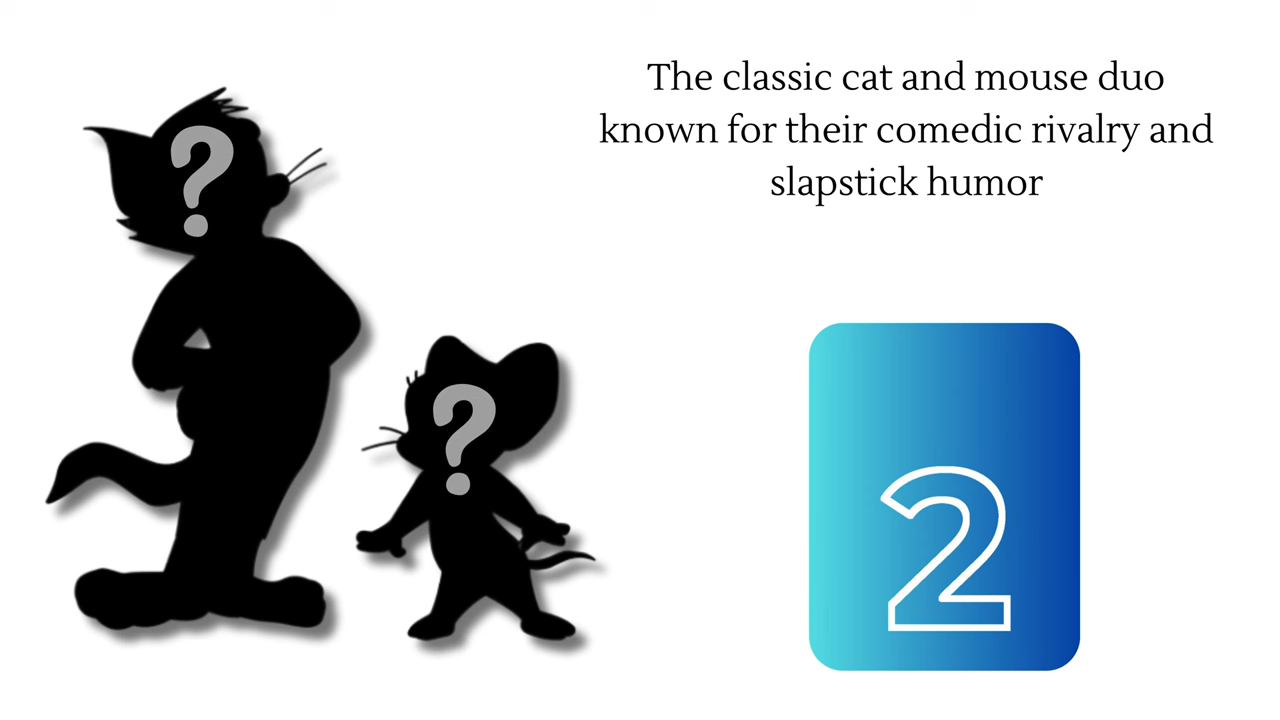 The classic cat and mouse duo
known for their comedic rivalry and
slapstick humor
?
?
2